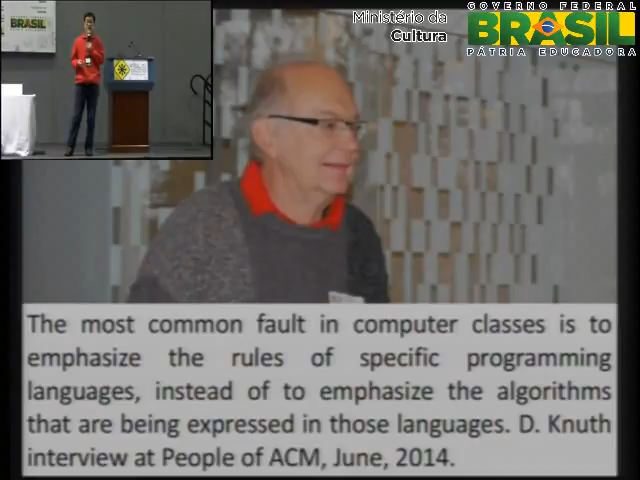 Ministério da
Cultura
GOVERNO FEDERAL
BRASIL
PÁTRIA EDUCADORA
BRASIL
The most common fault in computer classes is to
emphasize the rules of specific programming
languages, instead of to emphasize the algorithms
that are being expressed in those languages. D. Knuth
interview at People of ACM, June, 2014.